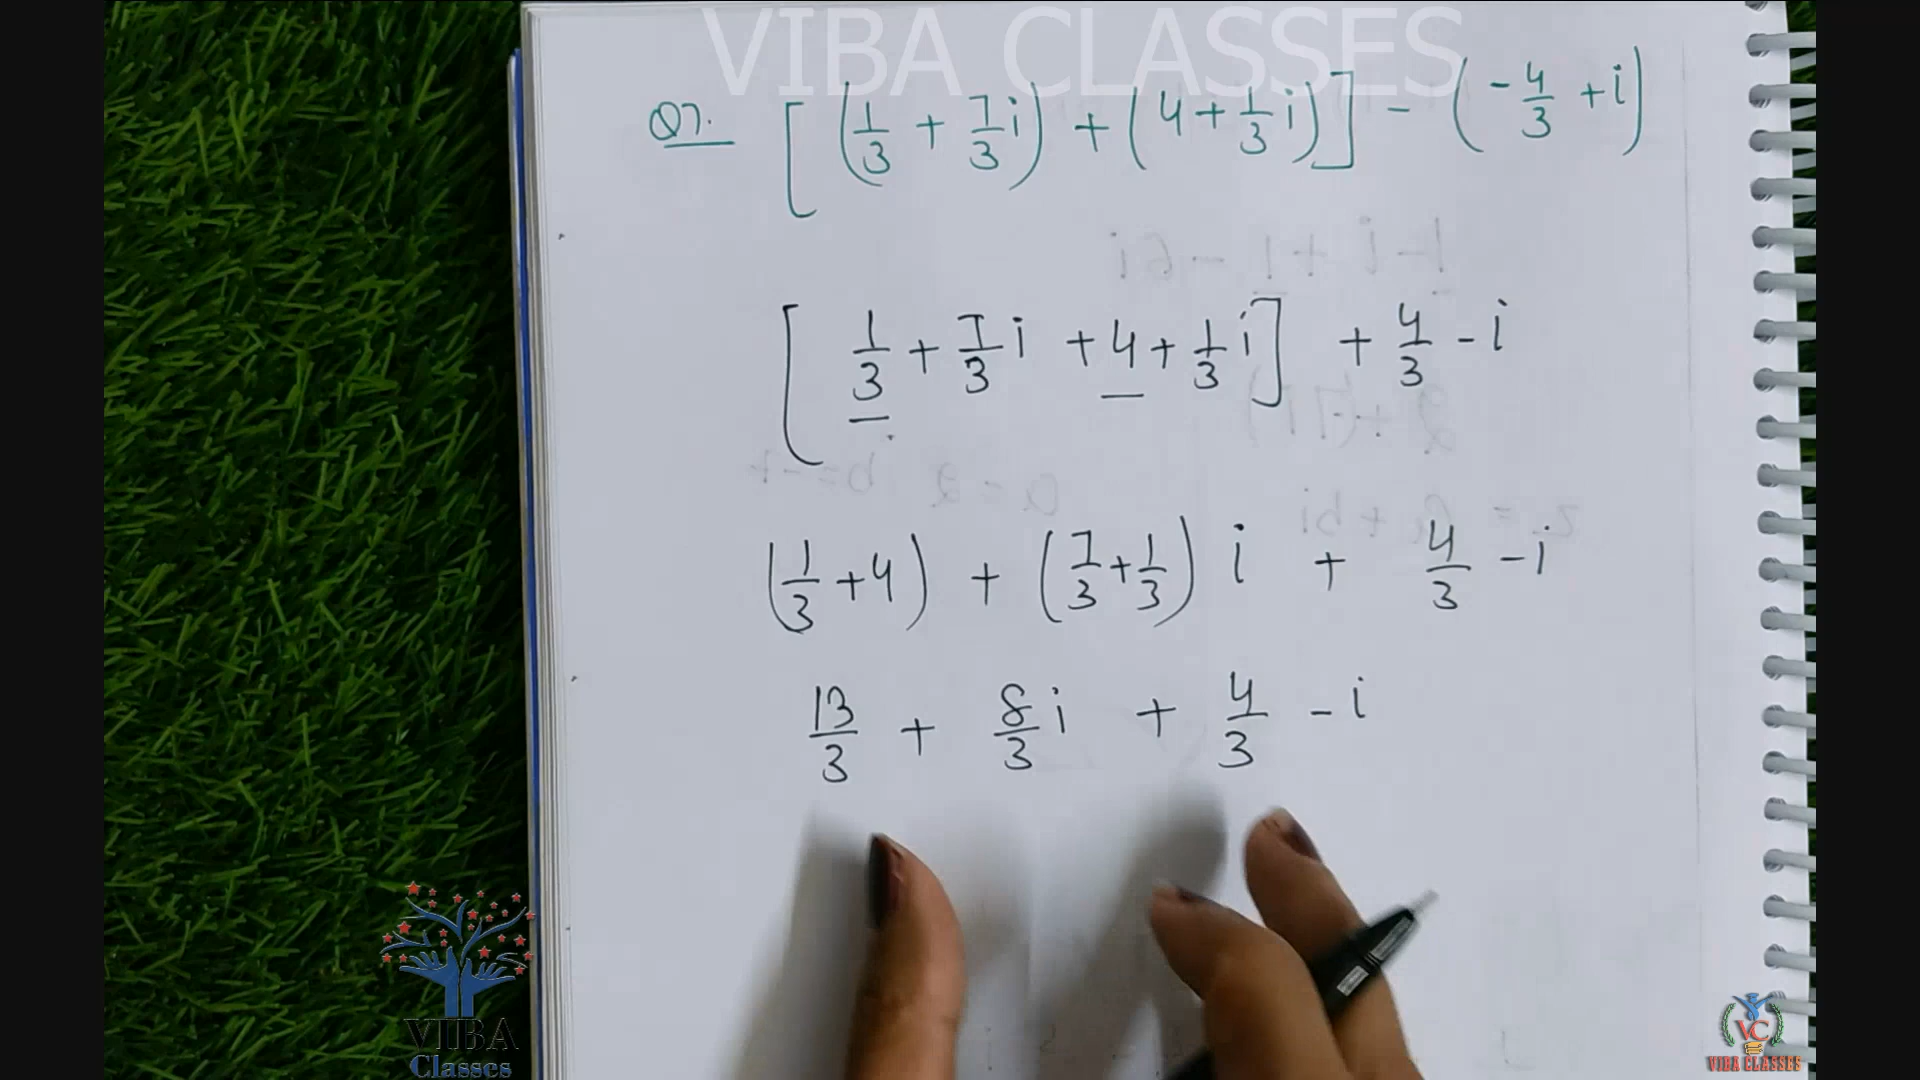 VIBA CLASSES
Q7. [(1/3 + 7/3 i) + (4 + 1/3 i)] - (-4/3 + i)
[1/3 + 7/3 i + 4 + 1/3 i] + 4/3 - i
(1/3 + 4) + (7/3 + 1/3) i + 4/3 - i
13/3 + 8/3 i + 4/3 - i
VIBA
Classes
VC
VIBA CLASSES